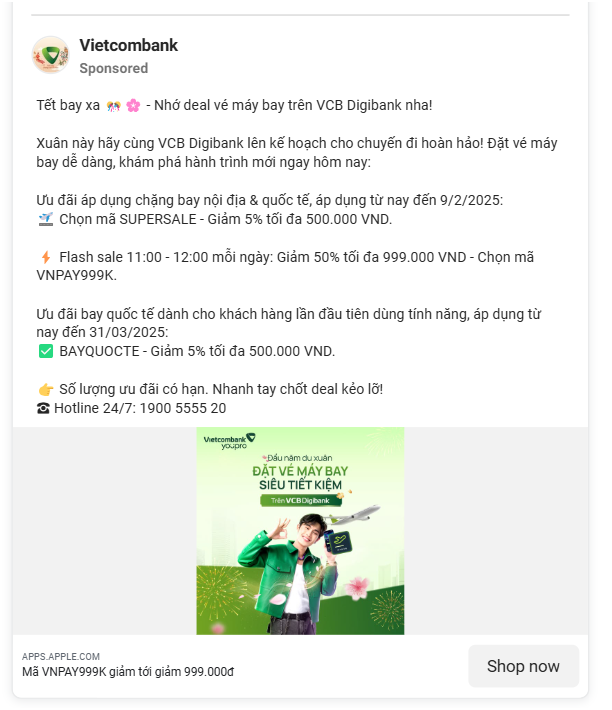 Vietcombank
Sponsored
Tết bay xa 🎊 🌸 - Nhớ deal vé máy bay trên VCB Digibank nha!
Xuân này hãy cùng VCB Digibank lên kế hoạch cho chuyến đi hoàn hảo! Đặt vé máy
bay dễ dàng, khám phá hành trình mới ngay hôm nay:
Ưu đãi áp dụng chặng bay nội địa & quốc tế, áp dụng từ nay đến 9/2/2025:
🛫 Chọn mã SUPERSALE - Giảm 5% tối đa 500.000 VND.
⚡ Flash sale 11:00 - 12:00 mỗi ngày: Giảm 50% tối đa 999.000 VND - Chọn mã
VNPAY999K.
Ưu đãi bay quốc tế dành cho khách hàng lần đầu tiên dùng tính năng, áp dụng từ
nay đến 31/03/2025:
✅ BAYQUOCTE - Giảm 5% tối đa 500.000 VND.
👉 Số lượng ưu đãi có hạn. Nhanh tay chốt deal kẻo lỡ!
☎ Hotline 24/7: 1900 5555 20
Vietcombank
youpro
Đầu năm du xuân
ĐẶT VÉ MÁY BAY
SIÊU TIẾT KIỆM
Trên VCB Digibank
APPS.APPLE.COM
Mã VNPAY999K giảm tới giảm 999.000đ
Shop now